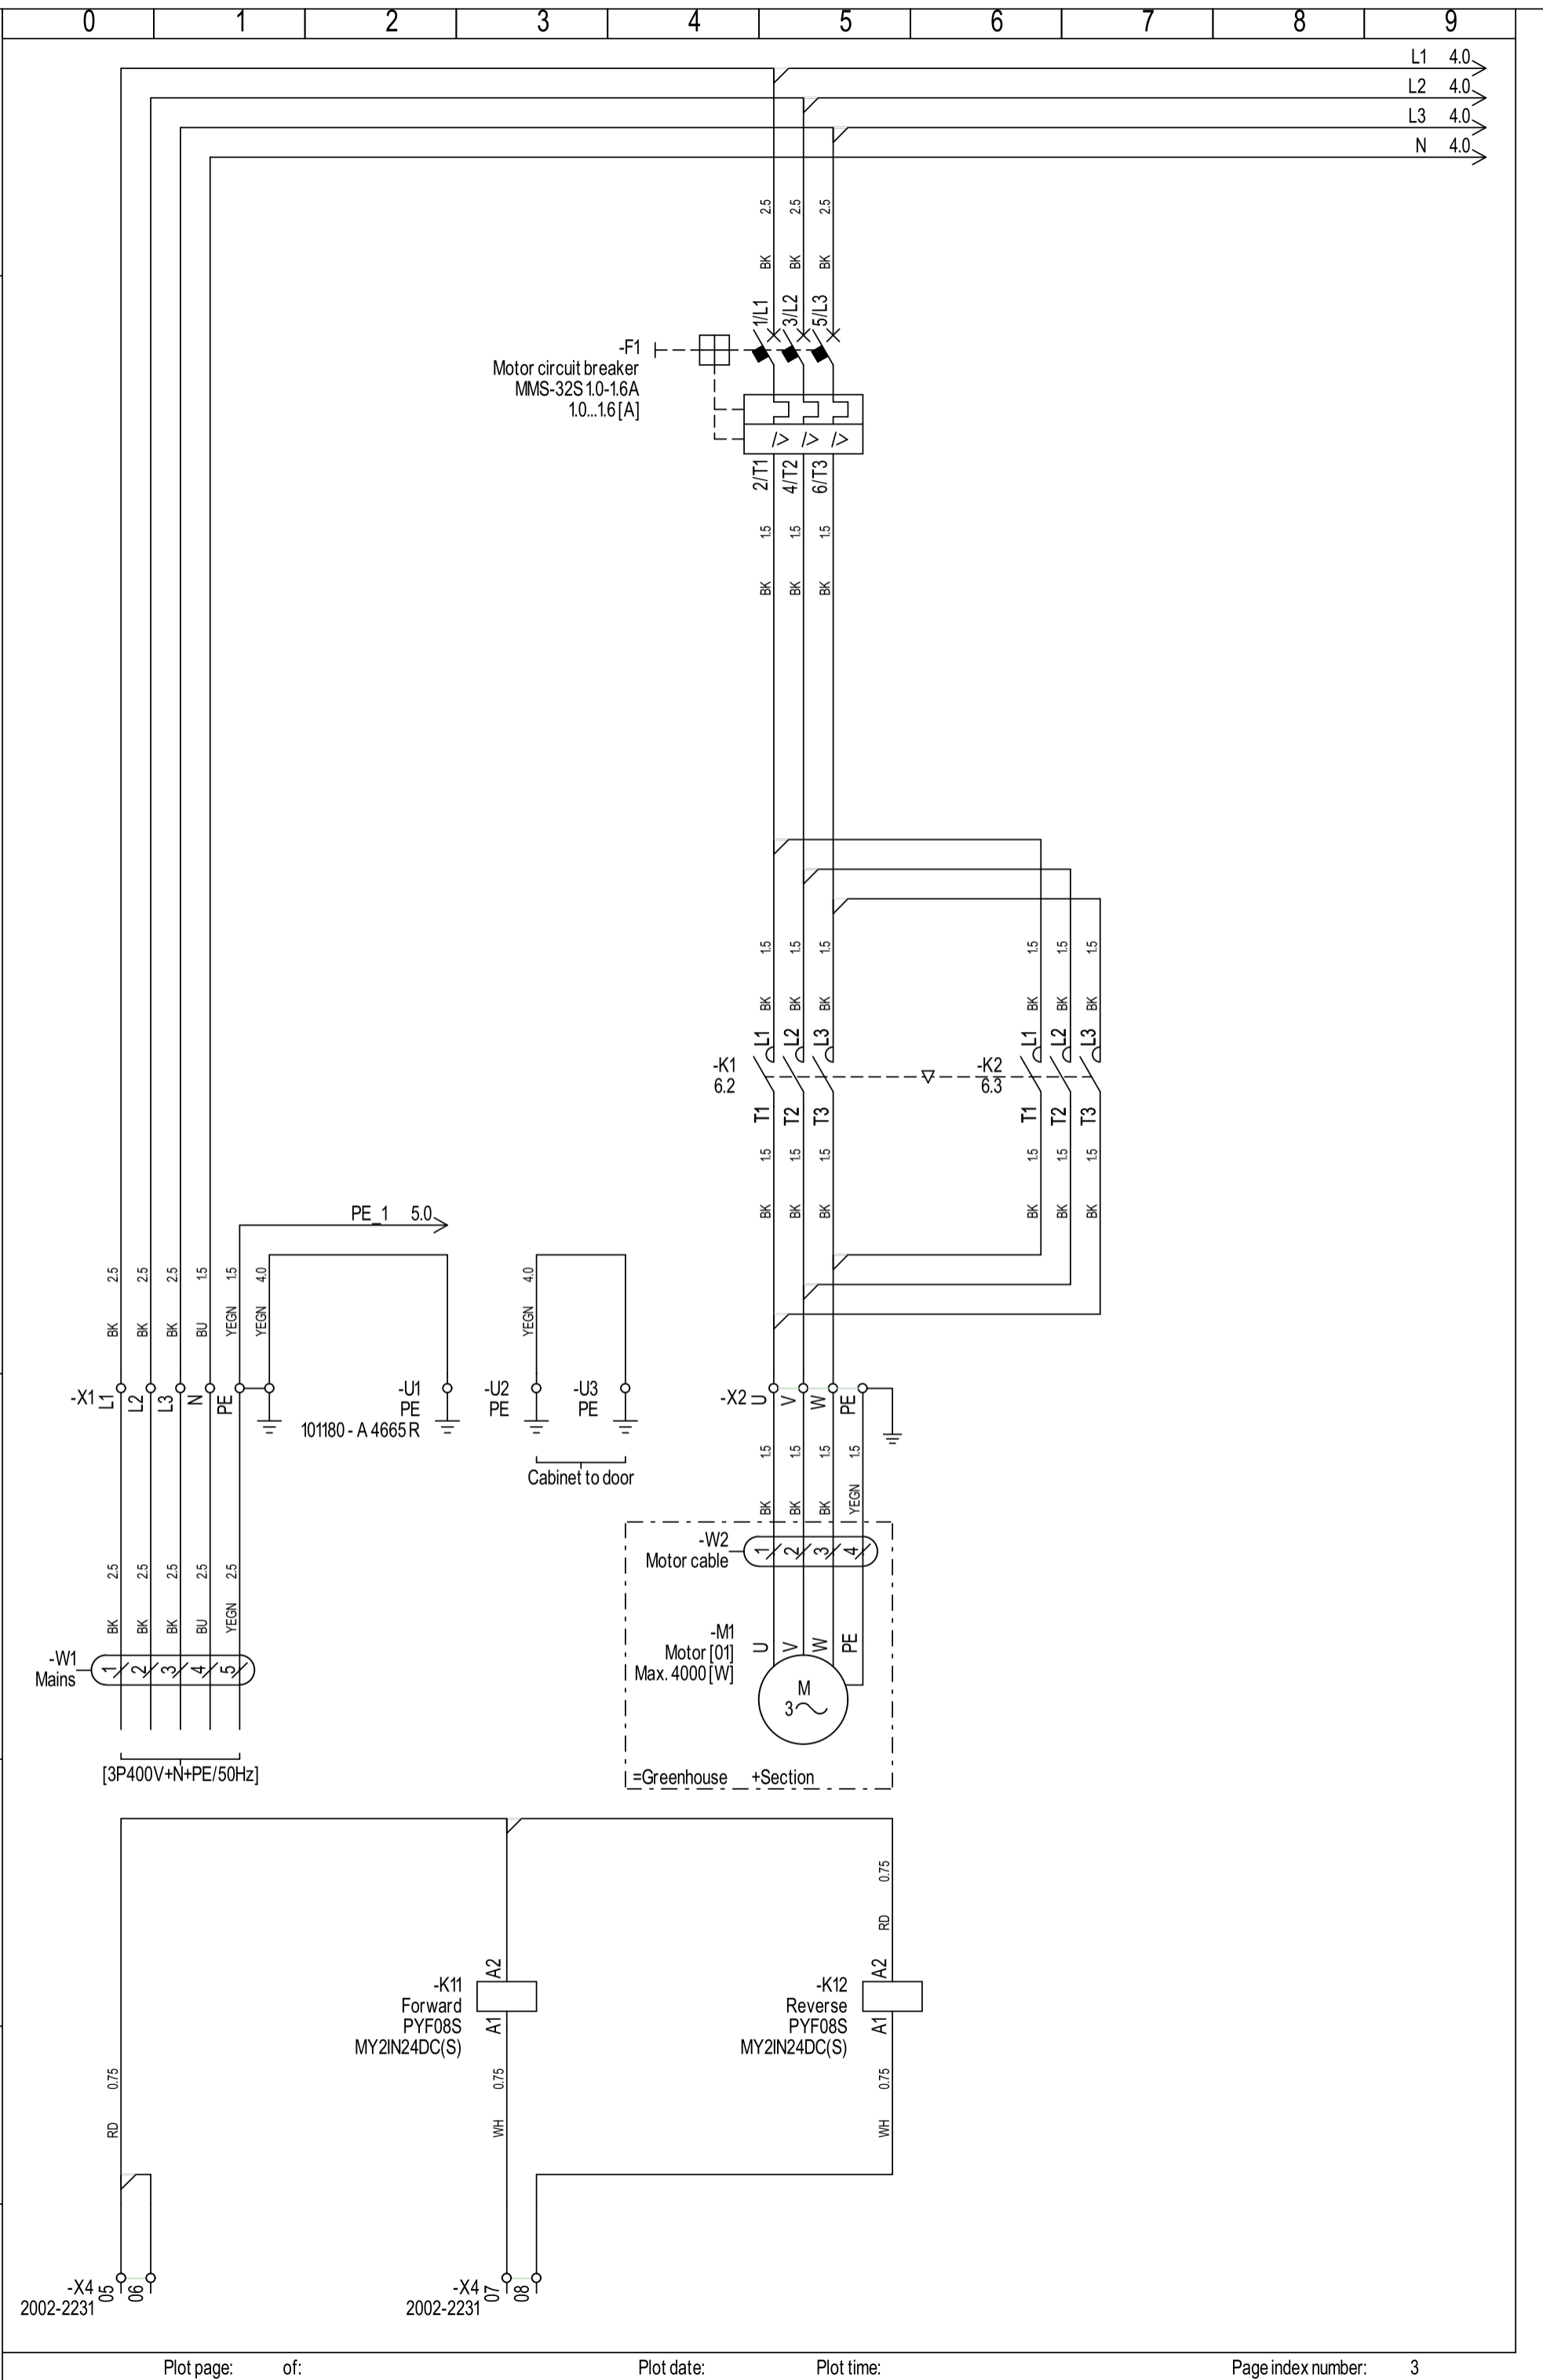 0 1 2 3 4 5 6 7 8 9
L1 4.0
L2 4.0
L3 4.0
N 4.0
2.5 2.5 2.5
BK BK BK
1/L1 3/L2 5/L3
-F1
Motor circuit breaker
MMS-32S 1.0-1.6A
1.0...1.6 [A]
I> I> I>
2/T1 4/T2 6/T3
1.5 1.5 1.5
BK BK BK
1.5 1.5 1.5 1.5 1.5 1.5
BK BK BK BK BK BK
L1 L2 L3 L1 L2 L3
-K1 -K2
6.2 6.3
T1 T2 T3 T1 T2 T3
1.5 1.5 1.5 1.5 1.5 1.5
BK BK BK BK BK BK
PE_1 5.0
2.5 2.5 2.5 1.5 1.5 4.0 4.0
BK BK BK BU YEGN YEGN YEGN
-X1 L1 L2 L3 N PE
-U1
PE
101180 - A 4665 R
-U2
PE
-U3
PE
Cabinet to door
-X2 U V W PE
1.5 1.5 1.5 1.5
BK BK BK YEGN
-W2
Motor cable
1 2 3 4
2.5 2.5 2.5 2.5 2.5
BK BK BK BU YEGN
-W1
Mains
1 2 3 4 5
[3P400V+N+PE/50Hz]
-M1
Motor [01]
Max. 4000 [W]
U V W PE
M
3
=Greenhouse +Section
0.75
RD
A2
-K11
Forward
PYF08S
MY2IN24DC(S)
A1
A2
-K12
Reverse
PYF08S
MY2IN24DC(S)
A1
0.75 0.75 0.75
RD WH WH
-X4
2002-2231
05 06
-X4
2002-2231
07 08
Plot page: of: Plot date: Plot time: Page index number: 3